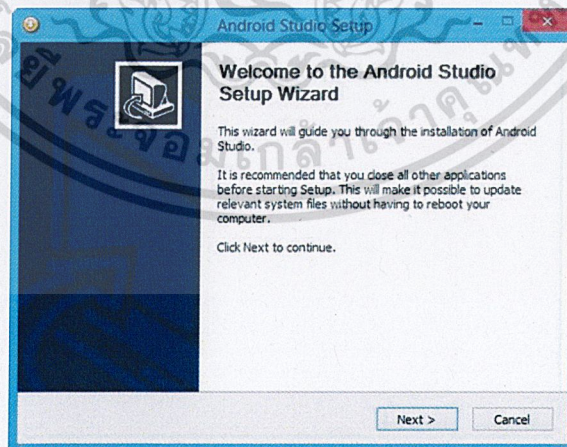 Android Studio Setup
Welcome to the Android Studio
Setup Wizard
This wizard will guide you through the installation of Android
Studio.
It is recommended that you close all other applications
before starting Setup. This will make it possible to update
relevant system files without having to reboot your
computer.
Click Next to continue.
Next >
Cancel